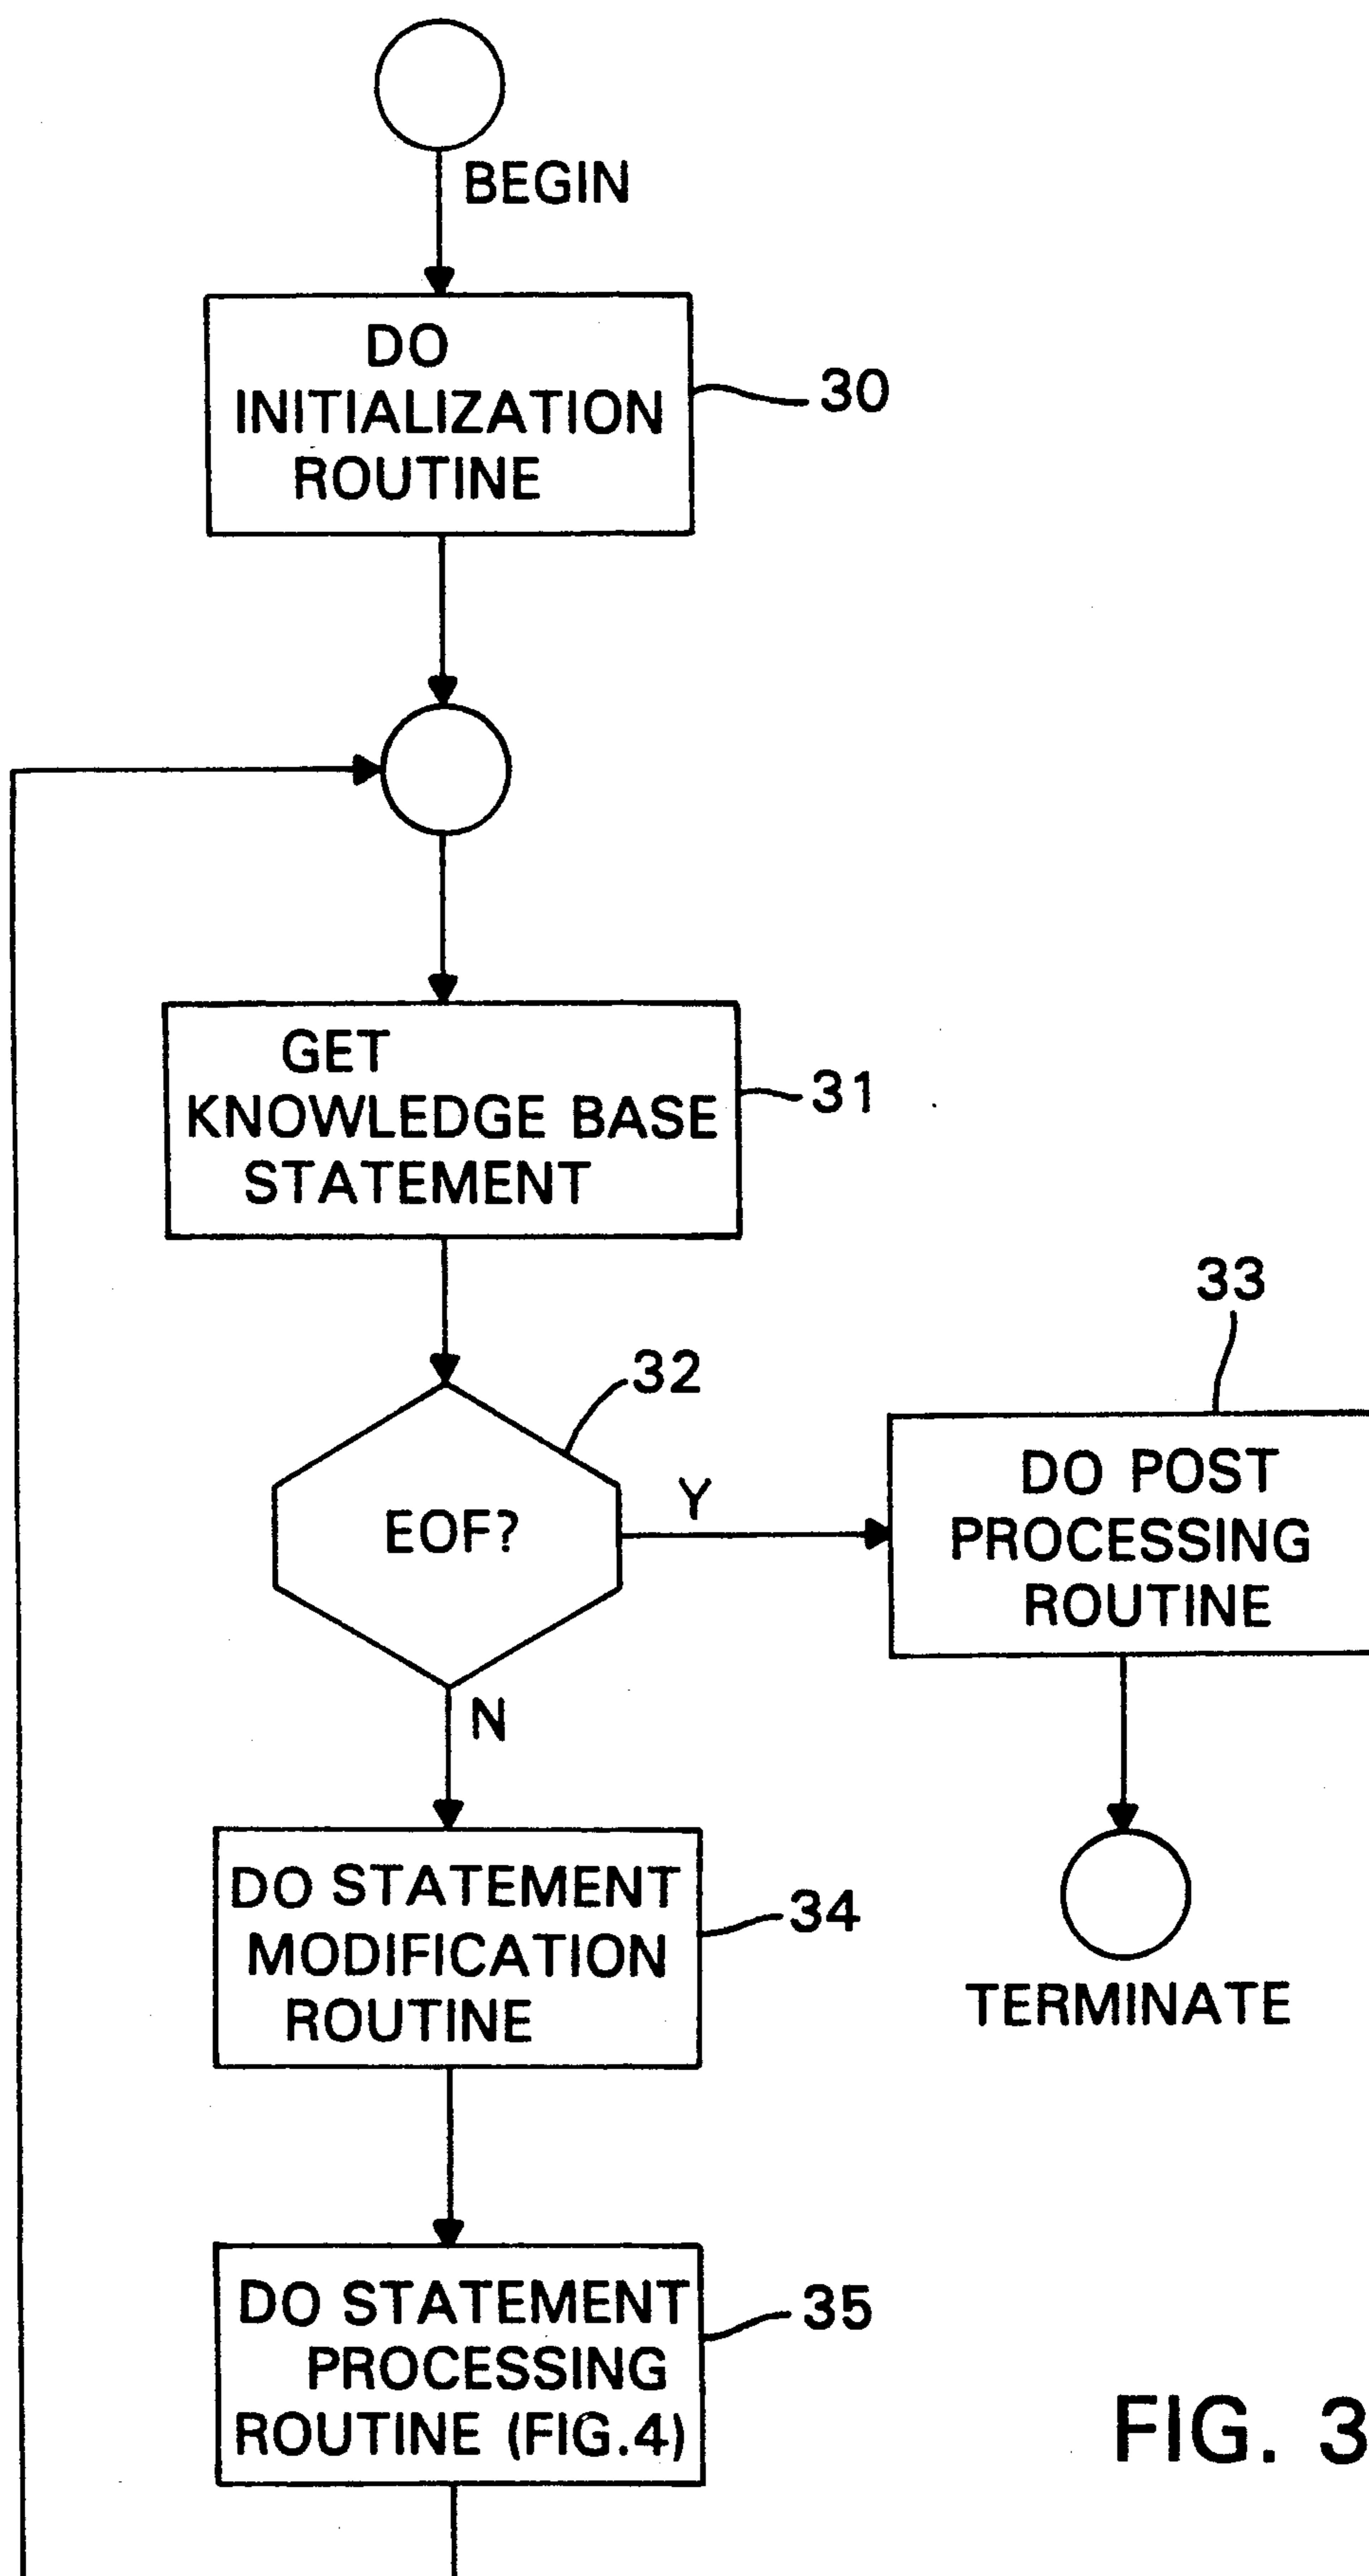 BEGIN
DO
INITIALIZATION
ROUTINE
30
GET
KNOWLEDGE BASE
STATEMENT
31
EOF?
32
Y
33
DO POST
PROCESSING
ROUTINE
TERMINATE
N
DO STATEMENT
MODIFICATION
ROUTINE
34
DO STATEMENT
PROCESSING
ROUTINE (FIG.4)
35
FIG. 3